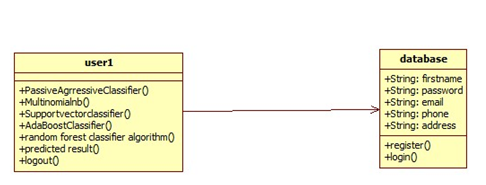 user1
+PassiveAgrressiveClassifier()
+Multinomialnb()
+Supportvectorclassifier()
+AdaBoostClassifier()
+random forest classifier algorithm()
+predicted result()
+logout()
database
+String: firstname
+String: password
+String: email
+String: phone
+String: address
+register()
+login()